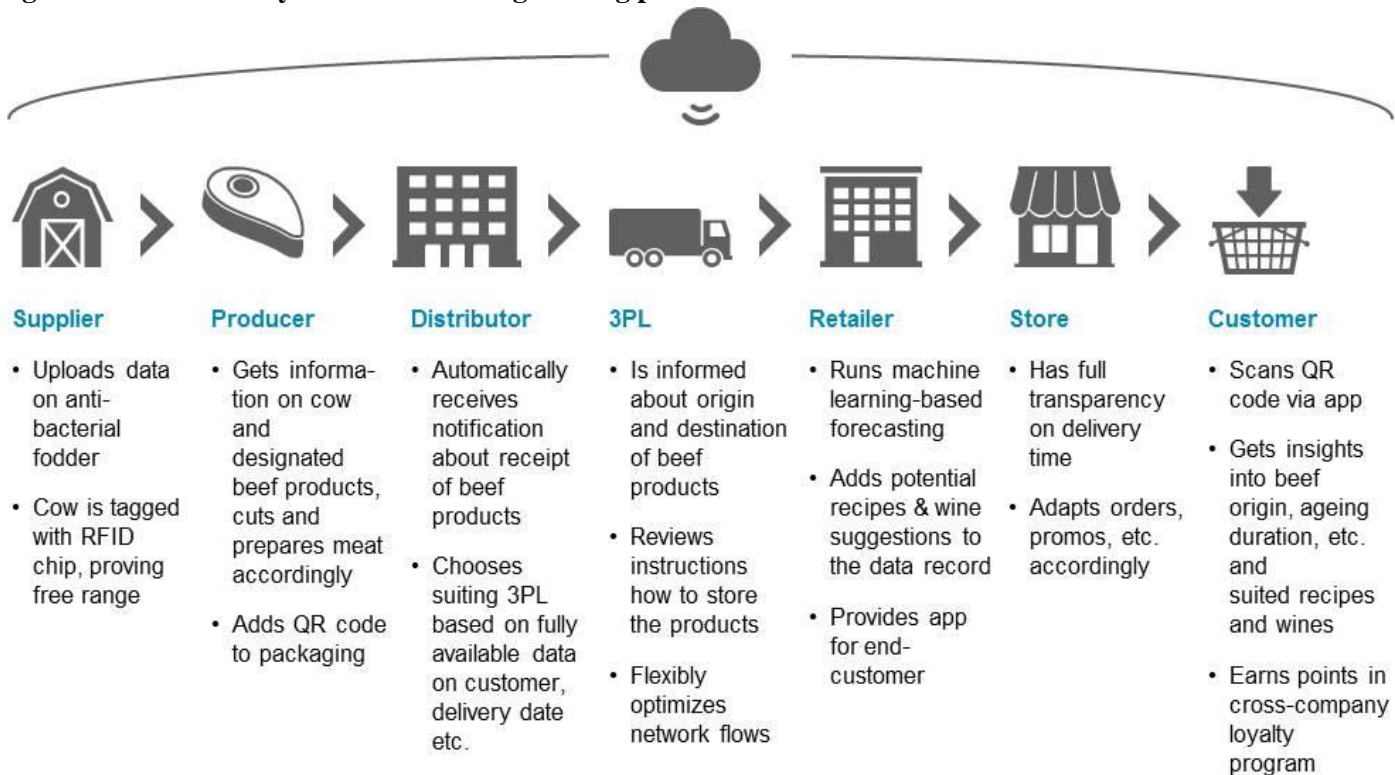 Supplier
• Uploads data
on anti-
bacterial
fodder
• Cow is tagged
with RFID
chip, proving
free range
Producer
• Gets informa-
tion on cow
and
designated
beef products,
cuts and
prepares meat
accordingly
• Adds QR code
to packaging
Distributor
• Automatically
receives
notification
about receipt
of beef
products
• Chooses
suiting 3PL
based on fully
available data
on customer,
delivery date
etc.
3PL
• Is informed
about origin
and destination
of beef
products
• Reviews
instructions
how to store
the products
• Flexibly
optimizes
network flows
Retailer
• Runs machine
learning-based
forecasting
• Adds potential
recipes & wine
suggestions to
the data record
• Provides app
for end-
customer
Store
• Has full
transparency
on delivery
time
• Adapts orders,
promos, etc.
accordingly
Customer
• Scans QR
code via app
• Gets insights
into beef
origin, ageing
duration, etc.
and
suited recipes
and wines
• Earns points in
cross-company
loyalty
program